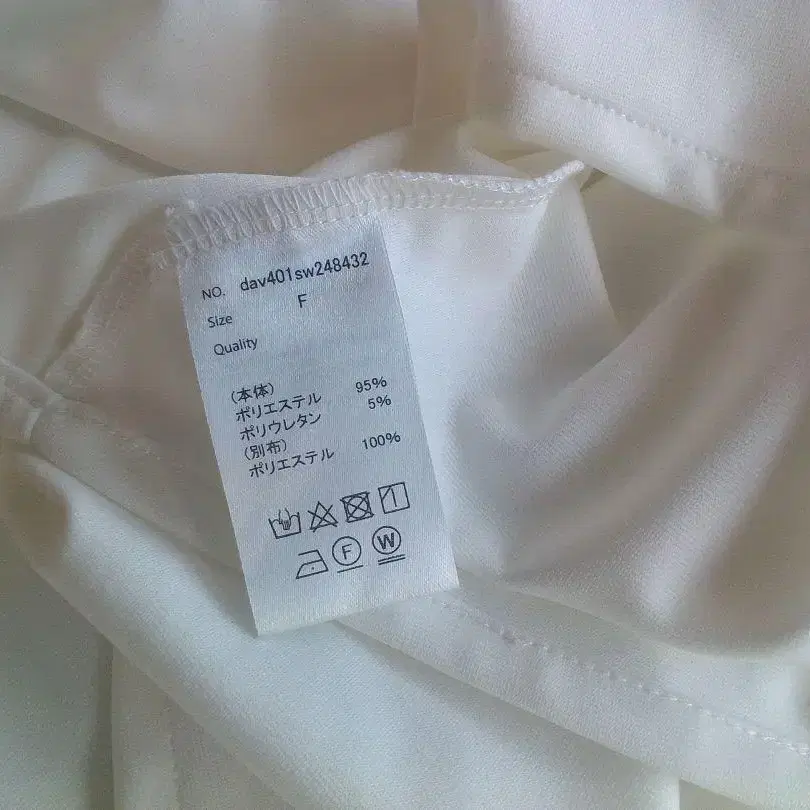 NO. dav401sw248432
Size F
Quality
(本体)
ポリエステル 95%
ポリウレタン 5%
(別布)
ポリエステル 100%
F W